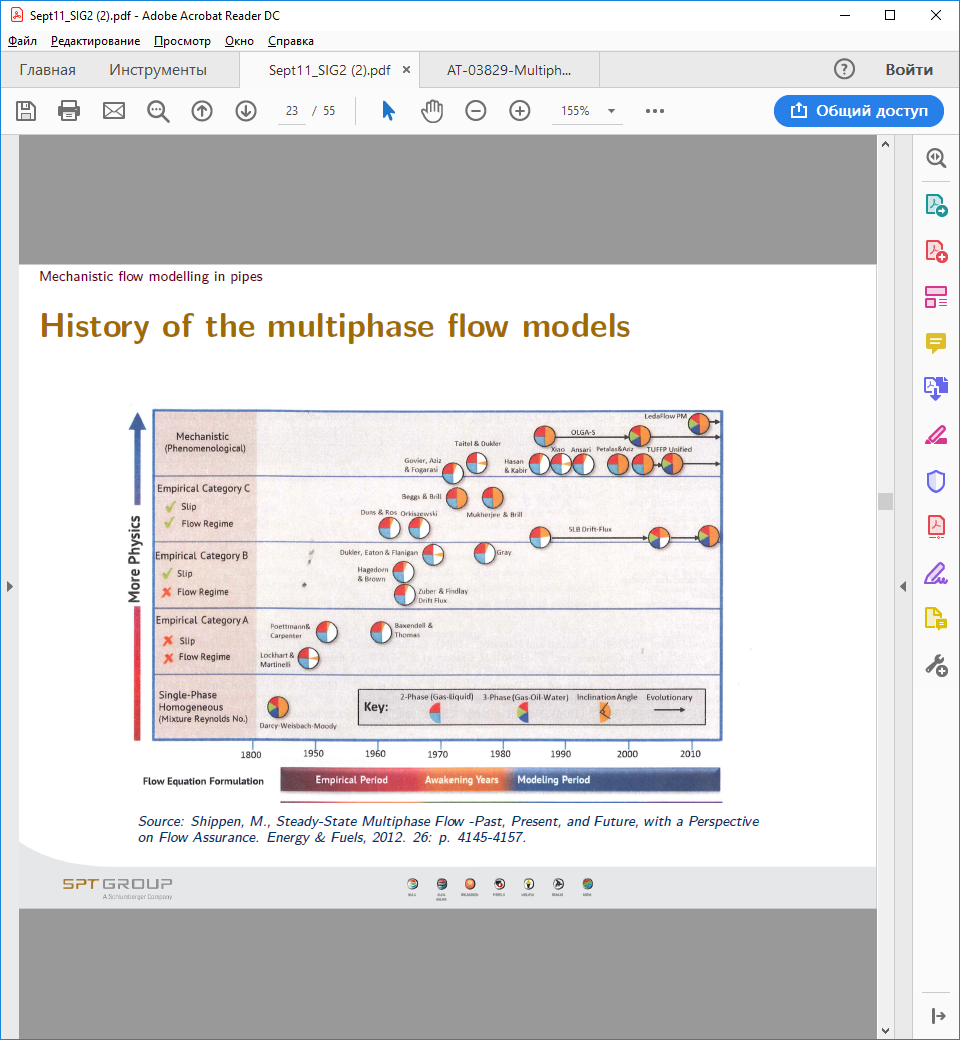 Sept11_SIG2 (2).pdf - Adobe Acrobat Reader DC
Файл Редактирование Просмотр Окно Справка
Главная Инструменты Sept11_SIG2 (2).pdf × AT-03829-Multiph... Войти
23 / 55 155% Общий доступ
Mechanistic flow modelling in pipes
History of the multiphase flow models
More Physics
Mechanistic
(Phenomenological)
LedaFlow PM
OLGA-S
Taitel & Dukler
Xiao Ansari Petalas&Aziz TUFFP Unified
Govier, Aziz
& Fogarasi
Hasan
& Kabir
Empirical Category C
Slip
Flow Regime
Beggs & Brill
Mukherjee & Brill
Duns & Ros Orkiszewski
SLB Drift-Flux
Empirical Category B
Slip
Flow Regime
Dukler, Eaton & Flanigan
Gray
Hagedorn
& Brown
Zuber & Findlay
Drift Flux
Empirical Category A
Slip
Flow Regime
Poettmann&
Carpenter
Baxendell &
Thomas
Lockhart &
Martinelli
Single-Phase
Homogeneous
(Mixture Reynolds No.)
Darcy-Weisbach-Moody
Key:
2-Phase (Gas-liquid) 3-Phase (Gas-Oil-Water) Inclination Angle Evolutionary
1800 1950 1960 1970 1980 1990 2000 2010
Flow Equation Formulation Empirical Period Awakening Years Modeling Period
Source: Shippen, M., Steady-State Multiphase Flow -Past, Present, and Future, with a Perspective
on Flow Assurance. Energy & Fuels, 2012. 26: p. 4145-4157.
SPT GROUP
A Schlumberger Company